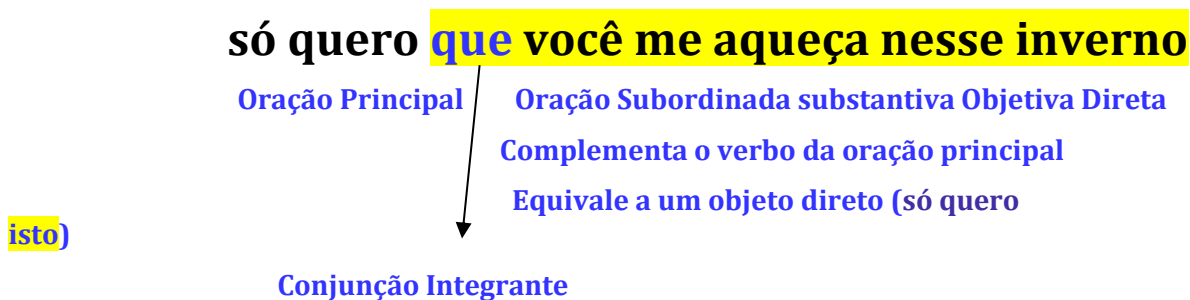 só quero que você me aqueça nesse inverno
Oração Principal Oração Subordinada substantiva Objetiva Direta
Complementa o verbo da oração principal
Equivale a um objeto direto (só quero
isto)
Conjunção Integrante